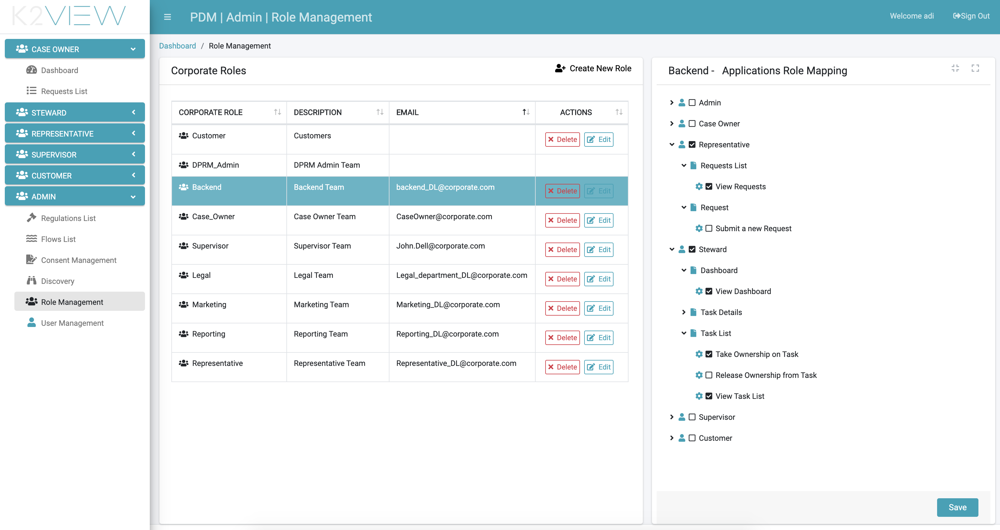 K2VIEW
PDM | Admin | Role Management
Welcome adi
Sign Out
CASE OWNER
Dashboard
Requests List
STEWARD
REPRESENTATIVE
SUPERVISOR
CUSTOMER
ADMIN
Regulations List
Flows List
Consent Management
Discovery
Role Management
User Management
Dashboard / Role Management
Corporate Roles
Create New Role
CORPORATE ROLE DESCRIPTION EMAIL ACTIONS
Customer Customers Delete Edit
DPRM_Admin DPRM Admin Team
Backend Backend Team backend_DL@corporate.com Delete Edit
Case_Owner Case Owner Team CaseOwner@corporate.com Delete Edit
Supervisor Supervisor Team John.Dell@corporate.com Delete Edit
Legal Legal Team Legal_department_DL@corporate.com Delete Edit
Marketing Marketing Team Marketing_DL@corporate.com Delete Edit
Reporting Reporting Team Reporting_DL@corporate.com Delete Edit
Representative Representative Team Representative_DL@corporate.com Delete Edit
Backend - Applications Role Mapping
Admin
Case Owner
Representative
Requests List
View Requests
Request
Submit a new Request
Steward
Dashboard
View Dashboard
Task Details
Task List
Take Ownership on Task
Release Ownership from Task
View Task List
Supervisor
Customer
Save